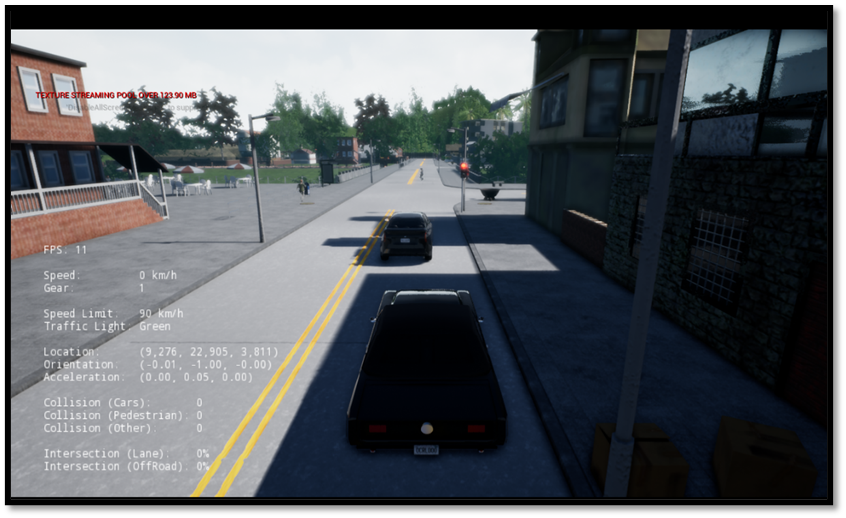 TEXTURE STREAMING POOL OVER 123.90 MB
FPS: 11
Speed: 0 km/h
Gear: 1
Speed Limit: 90 km/h
Traffic Light: Green
Location: (9,276, 22,905, 3,811)
Orientation: (-0.01, -1.00, -0.00)
Acceleration: (0.00, 0.05, 0.00)
Collision (Cars): 0
Collision (Pedestrian): 0
Collision (Other): 0
Intersection (Lane): 0%
Intersection (OffRoad): 0%